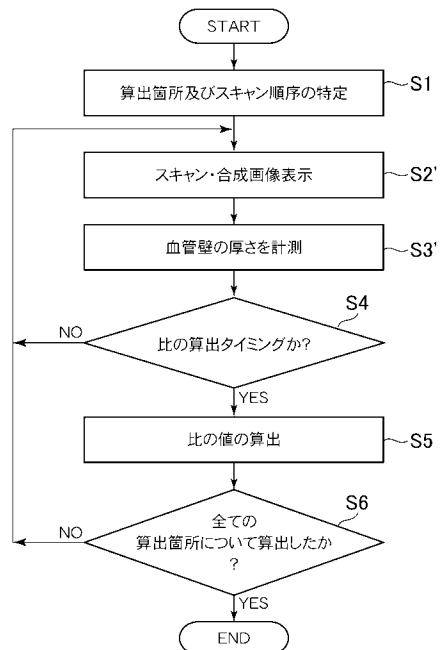 START
算出箇所及びスキャン順序の特定
S1
スキャン・合成画像表示
S2'
血管壁の厚さを計測
S3'
S4
NO
比の算出タイミングか?
YES
比の値の算出
S5
S6
NO
全ての
算出箇所について算出したか
?
YES
END